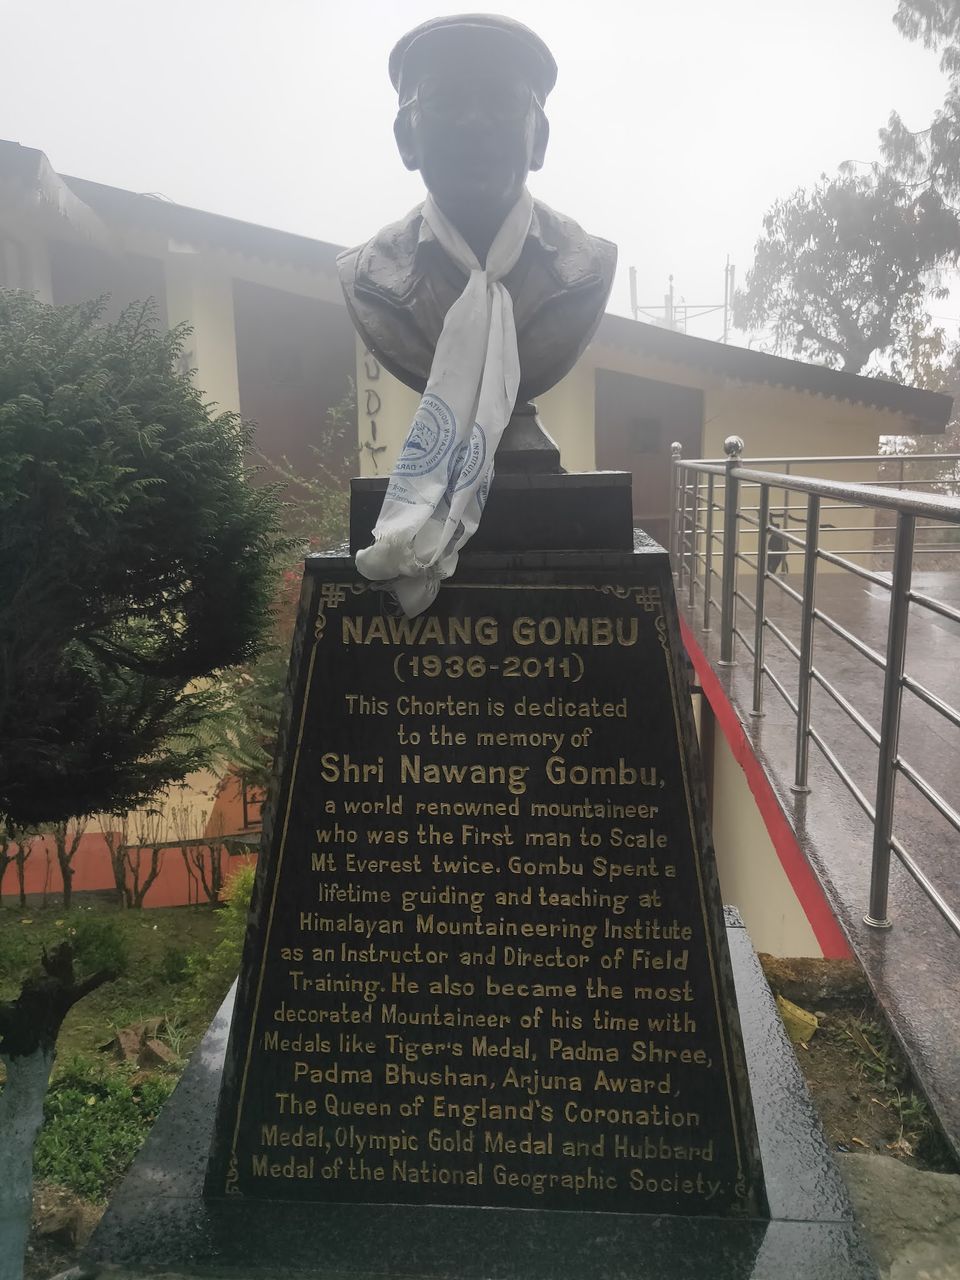 UDIT
INSTITUTE
NAWANG GOMBU
(1936-2011)
This Chorten is dedicated
to the memory of
Shri Nawang Gombu,
a world renowned mountaineer
who was the First man to Scale
Mt Everest twice. Gombu Spent a
lifetime guiding and teaching at
Himalayan Mountaineering Institute
as an Instructor and Director of Field
Training. He also became the most
decorated Mountaineer of his time with
Medals like Tiger's Medal, Padma Shree,
Padma Bhushan, Arjuna Award,
The Queen of England's Coronation
Medal, Olympic Gold Medal and Hubbard
Medal of the National Geographic Society.